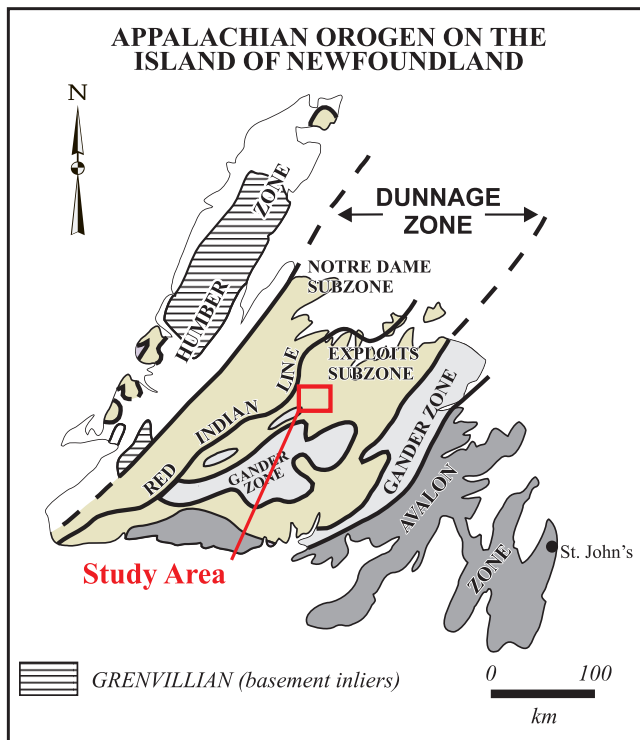 APPALACHIAN OROGEN ON THE
ISLAND OF NEWFOUNDLAND
N
DUNNAGE
ZONE
HUMBER ZONE
NOTRE DAME
SUBZONE
EXPLOITS
SUBZONE
RED INDIAN LINE
GANDER
ZONE
GANDER ZONE
AVALON ZONE
St. John's
Study Area
GRENVILLIAN (basement inliers)
0 100
km